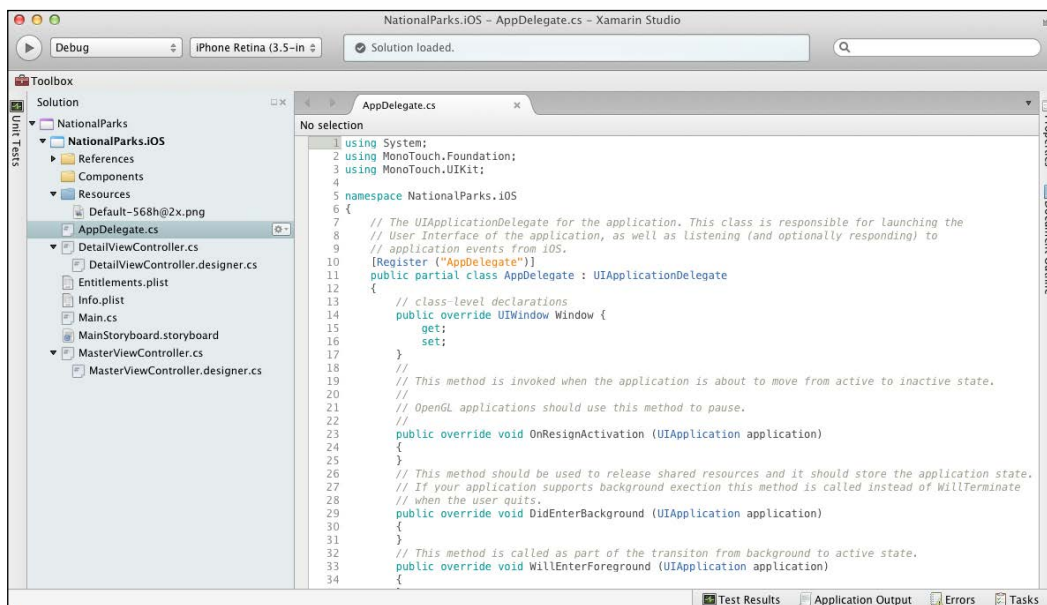 NationalParks.iOS – AppDelegate.cs – Xamarin Studio
Debug
iPhone Retina (3.5-in
Solution loaded.
Toolbox
Unit Tests
Solution
NationalParks
NationalParks.iOS
References
Components
Resources
Default-568h@2x.png
AppDelegate.cs
DetailViewController.cs
DetailViewController.designer.cs
Entitlements.plist
Info.plist
Main.cs
MainStoryboard.storyboard
MasterViewController.cs
MasterViewController.designer.cs
AppDelegate.cs
No selection
1 using System;
2 using MonoTouch.Foundation;
3 using MonoTouch.UIKit;
4
5 namespace NationalParks.iOS
6 {
7 // The UIApplicationDelegate for the application. This class is responsible for launching the
8 // User Interface of the application, as well as listening (and optionally responding) to
9 // application events from iOS.
10 [Register ("AppDelegate")]
11 public partial class AppDelegate : UIApplicationDelegate
12 {
13 // class-level declarations
14 public override UIWindow Window {
15 get;
16 set;
17 }
18 //
19 // This method is invoked when the application is about to move from active to inactive state.
20 //
21 // OpenGL applications should use this method to pause.
22 //
23 public override void OnResignActivation (UIApplication application)
24 {
25 }
26 // This method should be used to release shared resources and it should store the application state.
27 // If your application supports background exection this method is called instead of WillTerminate
28 // when the user quits.
29 public override void DidEnterBackground (UIApplication application)
30 {
31 }
32 // This method is called as part of the transiton from background to active state.
33 public override void WillEnterForeground (UIApplication application)
34 {
Test Results
Application Output
Errors
Tasks